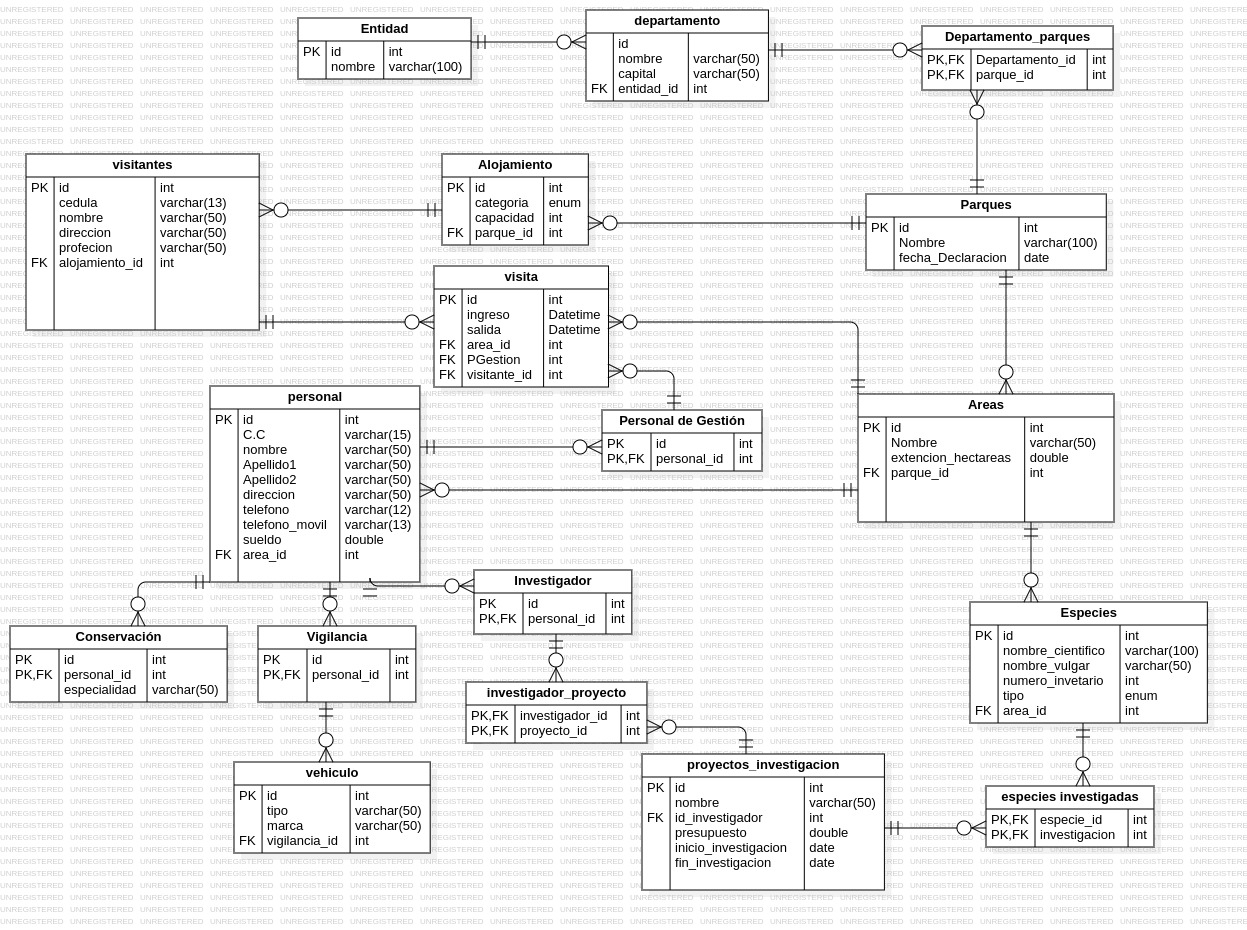 Entidad
PK id int
nombre varchar(100)
departamento
id
nombre varchar(50)
capital varchar(50)
FK entidad_id int
Departamento_parques
PK,FK Departamento_id int
PK,FK parque_id int
visitantes
PK id int
cedula varchar(13)
nombre varchar(50)
direccion varchar(50)
profecion varchar(50)
FK alojamiento_id int
Alojamiento
PK id int
categoria enum
capacidad int
FK parque_id int
Parques
PK id int
Nombre varchar(100)
fecha_Declaracion date
visita
PK id int
ingreso Datetime
salida Datetime
FK area_id int
FK PGestion int
FK visitante_id int
personal
PK id int
C.C varchar(15)
nombre varchar(50)
Apellido1 varchar(50)
Apellido2 varchar(50)
direccion varchar(50)
telefono varchar(12)
telefono_movil varchar(13)
sueldo double
FK area_id int
Personal de Gestión
PK id int
PK,FK personal_id int
Areas
PK id int
Nombre varchar(50)
extencion_hectareas double
FK parque_id int
Conservación
PK id int
PK,FK personal_id int
especialidad varchar(50)
Vigilancia
PK id int
PK,FK personal_id int
Investigador
PK id int
PK,FK personal_id int
Especies
PK id int
nombre_cientifico varchar(100)
nombre_vulgar varchar(50)
numero_invetario int
tipo enum
FK area_id int
investigador_proyecto
PK,FK investigador_id int
PK,FK proyecto_id int
vehiculo
PK id int
tipo varchar(50)
marca varchar(50)
FK vigilancia_id int
proyectos_investigacion
PK id int
nombre varchar(50)
FK id_investigador int
presupuesto double
inicio_investigacion date
fin_investigacion date
especies investigadas
PK,FK especie_id int
PK,FK investigacion int
UNREGISTERED